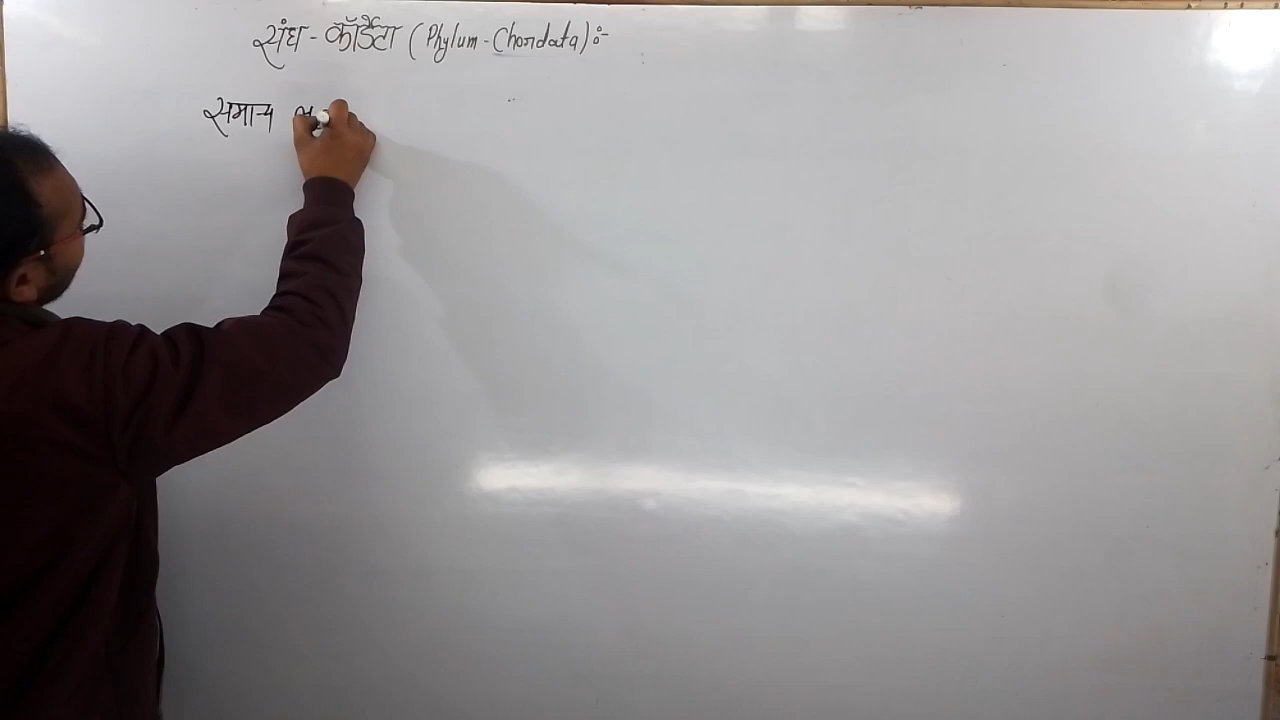 संघ - कॉर्डेटा (Phylum - Chordata) :-
समान्य